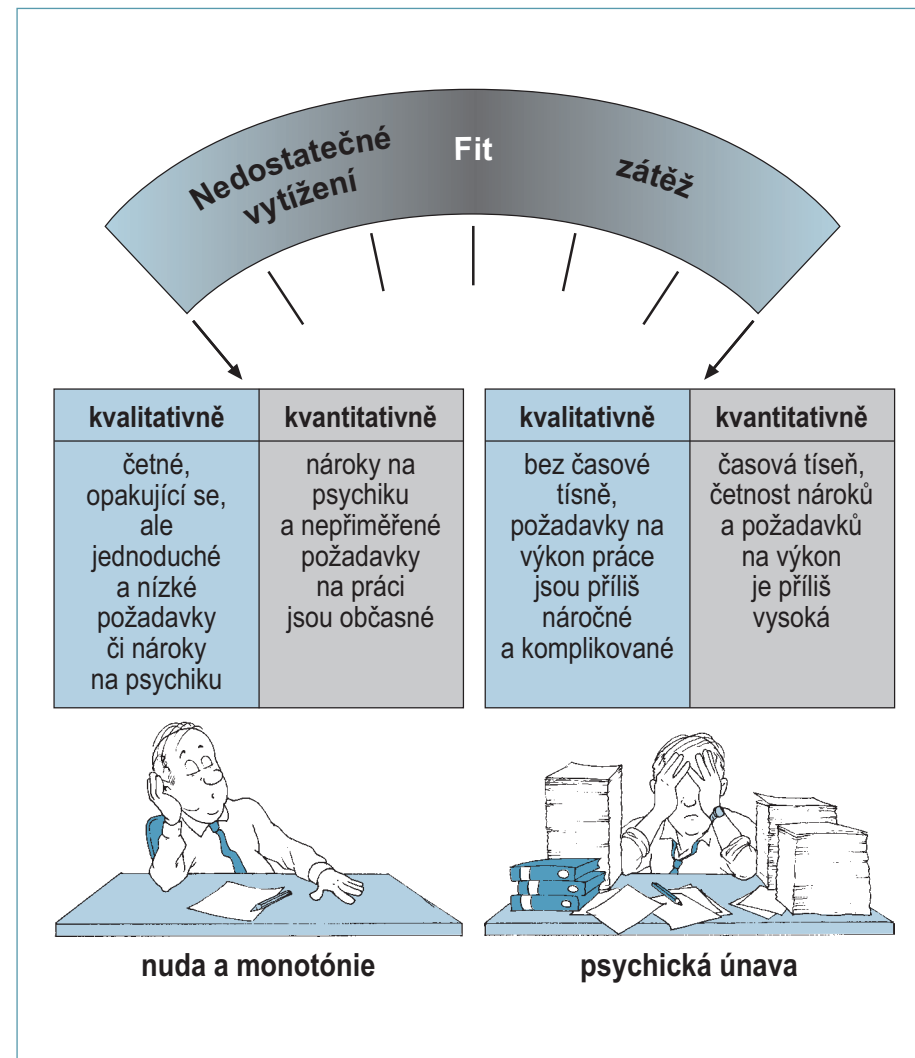 Nedostatečné
vytížení
Fit
zátěž
kvalitativně
četné,
opakující se,
ale
jednoduché
a nízké
požadavky
či nároky
na psychiku
kvantitativně
nároky na
psychiku
a nepřiměřené
požadavky
na práci
jsou občasné
kvalitativně
bez časové
tísně,
požadavky na
výkon práce
jsou příliš
náročné
a komplikované
kvantitativně
časová tíseň,
četnost nároků
a požadavků
na výkon
je příliš
vysoká
nuda a monotónie
psychická únava